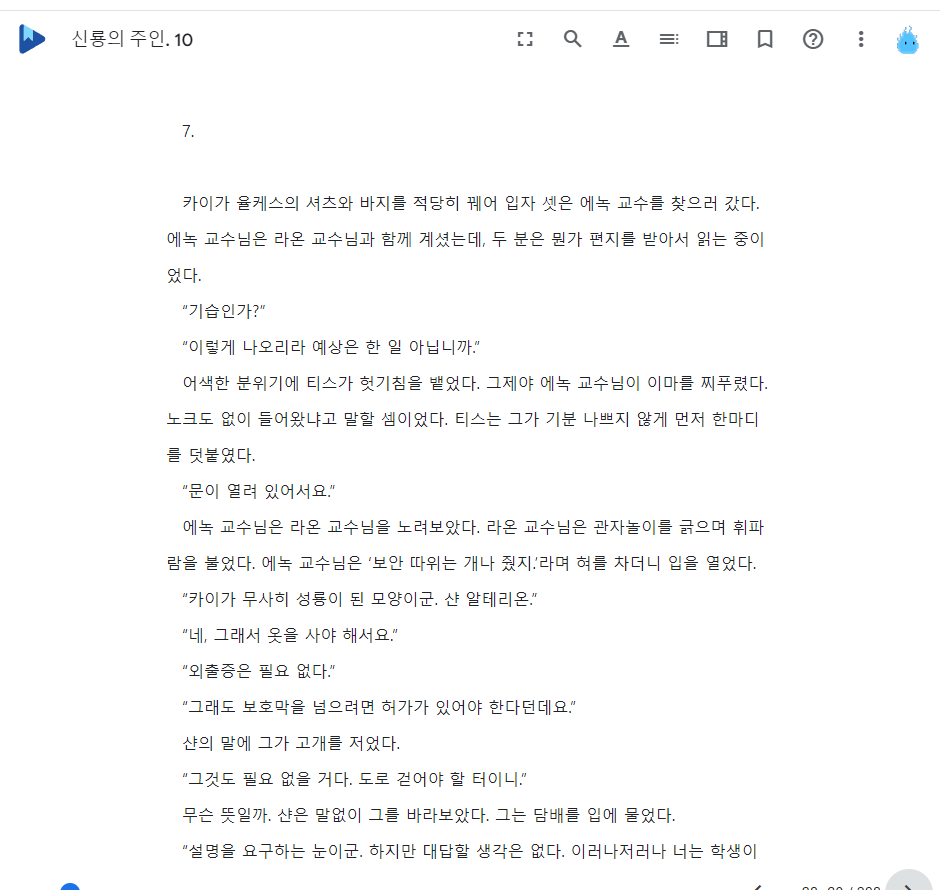 신룡의 주인. 10
7.
카이가 율케스의 셔츠와 바지를 적당히 꿰어 입자 셋은 에녹 교수를 찾으러 갔다.
에녹 교수님은 라온 교수님과 함께 계셨는데, 두 분은 뭔가 편지를 받아서 읽는 중이
었다.
“기습인가?”
“이렇게 나오리라 예상은 한 일 아닙니까.”
어색한 분위기에 티스가 헛기침을 뱉었다. 그제야 에녹 교수님이 이마를 찌푸렸다.
노크도 없이 들어왔냐고 말할 셈이었다. 티스는 그가 기분 나쁘지 않게 먼저 한마디
를 덧붙였다.
“문이 열려 있어서요.”
에녹 교수님은 라온 교수님을 노려보았다. 라온 교수님은 관자놀이를 긁으며 휘파
람을 불었다. 에녹 교수님은 ‘보안 따위는 개나 줬지.’라며 혀를 차더니 입을 열었다.
“카이가 무사히 성룡이 된 모양이군. 샨 알테리온.”
“네, 그래서 옷을 사야 해서요.”
“외출증은 필요 없다.”
“그래도 보호막을 넘으려면 허가가 있어야 한다던데요.”
샨의 말에 그가 고개를 저었다.
“그것도 필요 없을 거다. 도로 걷어야 할 터이니.”
무슨 뜻일까. 샨은 말없이 그를 바라보았다. 그는 담배를 입에 물었다.
“설명을 요구하는 눈이군. 하지만 대답할 생각은 없다. 이러나저러나 너는 학생이